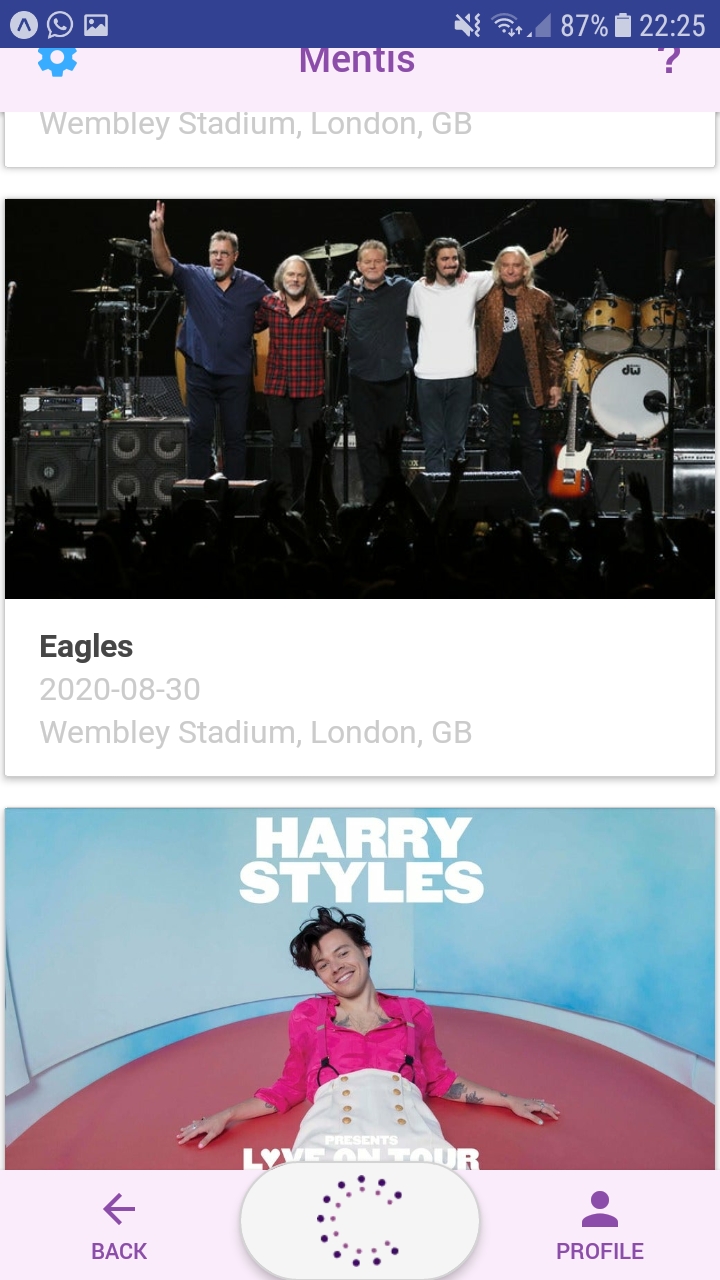 87% 22:25
Mentis ?
Wembley Stadium, London, GB
dw
Eagles
2020-08-30
Wembley Stadium, London, GB
HARRY
STYLES
PRESENTS
LOVE ON TOUR
BACK
PROFILE